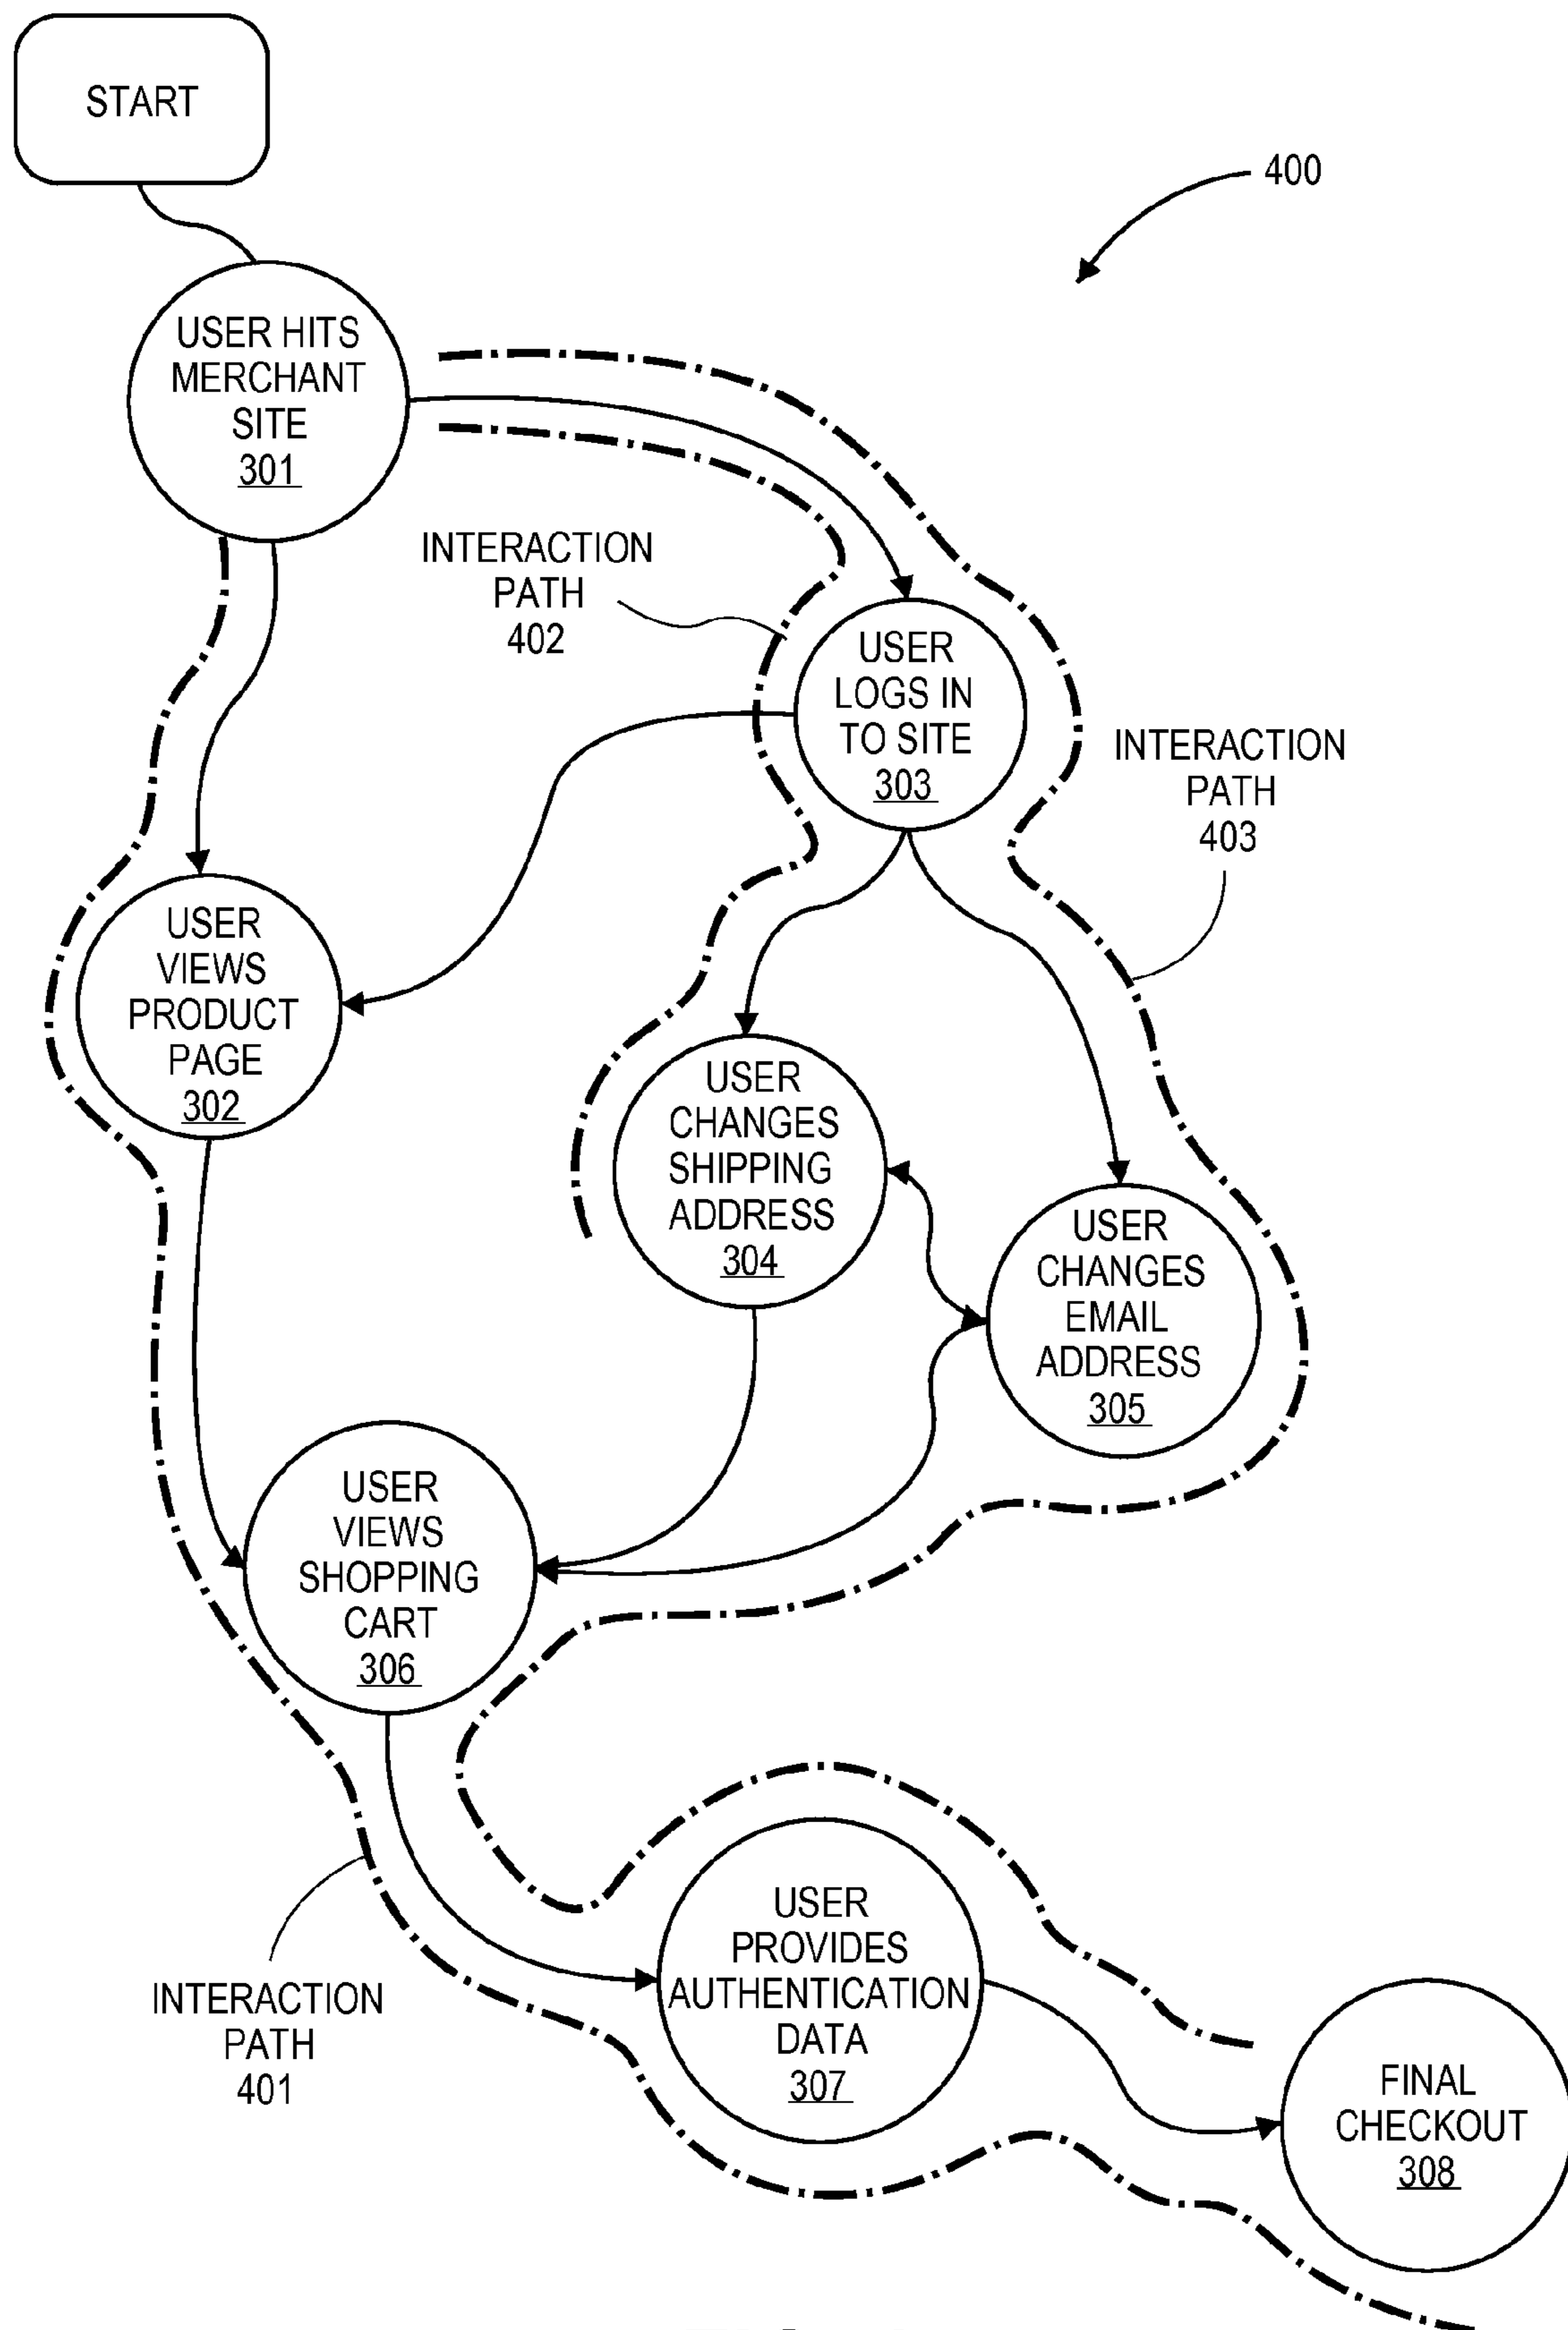 START
400
USER HITS
MERCHANT
SITE
301
INTERACTION
PATH
402
USER
LOGS IN
TO SITE
303
INTERACTION
PATH
403
USER
VIEWS
PRODUCT
PAGE
302
USER
CHANGES
SHIPPING
ADDRESS
304
USER
CHANGES
EMAIL
ADDRESS
305
USER
VIEWS
SHOPPING
CART
306
USER
PROVIDES
AUTHENTICATION
DATA
307
INTERACTION
PATH
401
FINAL
CHECKOUT
308